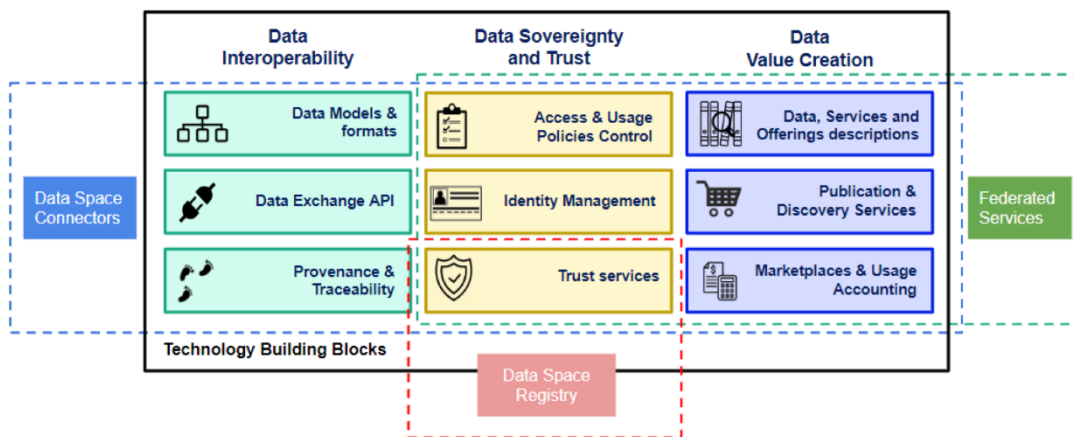 Data
Interoperability
Data Sovereignty
and Trust
Data
Value Creation
Data Models &
formats
Access & Usage
Policies Control
Data, Services and
Offerings descriptions
Data Space
Connectors
Data Exchange API
Identity Management
Publication &
Discovery Services
Federated
Services
Provenance &
Traceability
Trust services
Marketplaces & Usage
Accounting
Technology Building Blocks
Data Space
Registry